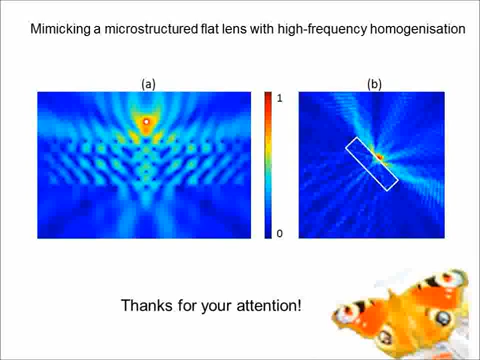 Mimicking a microstructured flat lens with high-frequency homogenisation
(a)
(b)
1
0
Thanks for your attention!